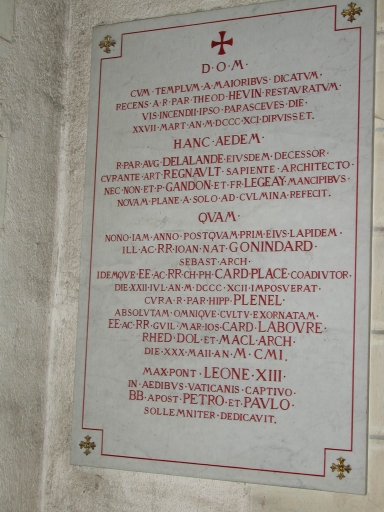 D·O·M·
CVM·TEMPLVM·A·MAIORIBVS·DICATVM·
RECENS·A·R·PAR·THEOD·HEVIN·RESTAVRATVM·
VIS·INCENDII·IPSO·PARASCEVES·DIE·
XXVII·MART·AN·M·DCCC·XCI·DIRVISSET·
HANC·AEDEM·
R·PAR·AVG·DELALANDE·EIVSDEM·DECESSOR·
CVRANTE·ART·REGNAVLT·SAPIENTE·ARCHITECTO·
NEC·NON·ET·P·GANDON·ET·FR·LEGEAY·MANCIPIBVS·
NOVAM·PLANE·A·SOLO·AD·CVLMINA·REFECIT·
QVAM·
NONO·IAM·ANNO·POSTQVAM·PRIM·EIVS·LAPIDEM·
ILL·AC·RR·IOAN·NAT·GONINDARD·
SEBAST·ARCH·
IDEMQVE·EE·AC·RR·CH·PH·CARD·PLACE·COADIVTOR·
DIE·XXII·IVL·AN·M·DCCC·XCII·IMPOSVERAT·
CVRA·R·PAR·HIPP·PLENEL·
ABSOLVTAM·OMNIQVE·CVLTV·EXORNATAM·
EE·AC·RR·GVIL·MAR·IOS·CARD·LABOVRE·
RHED·DOL·ET·MACL·ARCH·
DIE·XXX·MAII·AN·M·CMI·
MAX·PONT·LEONE·XIII·
IN·AEDIBVS·VATICANIS·CAPTIVO·
BB·APOST·PETRO·ET·PAVLO·
SOLLEMNITER·DEDICAVIT·